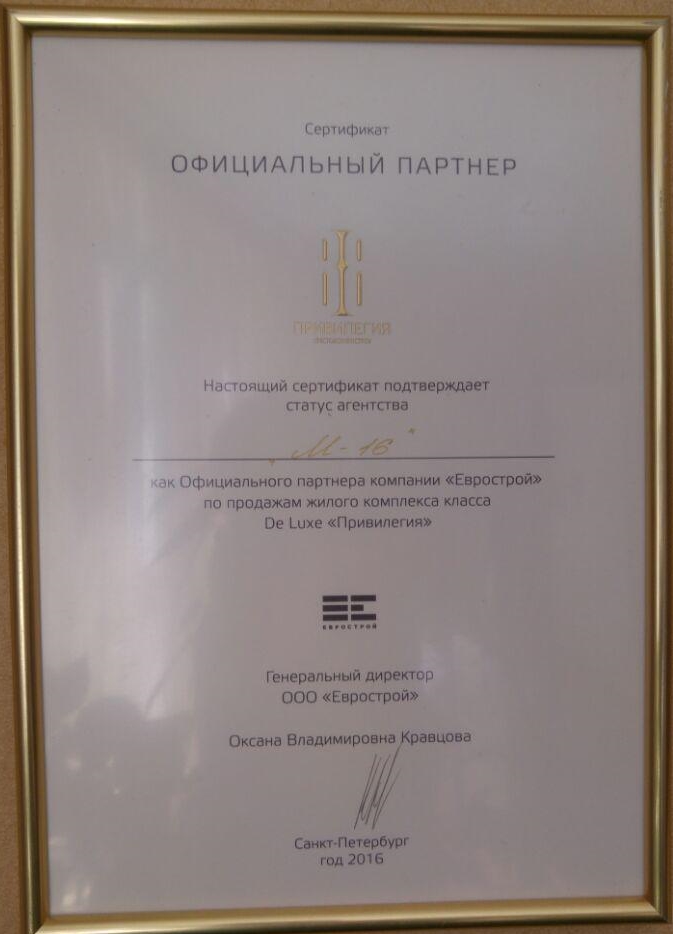 Сертификат
ОФИЦИАЛЬНЫЙ ПАРТНЕР
ПРИВИЛЕГИЯ
Настоящий сертификат подтверждает
статус агентства
"М-16"
как Официального партнера компании «Еврострой»
по продажам жилого комплекса класса
De Luxe «Привилегия»
ЕВРОСТРОЙ
Генеральный директор
ООО «Еврострой»
Оксана Владимировна Кравцова
Санкт-Петербург
год 2016